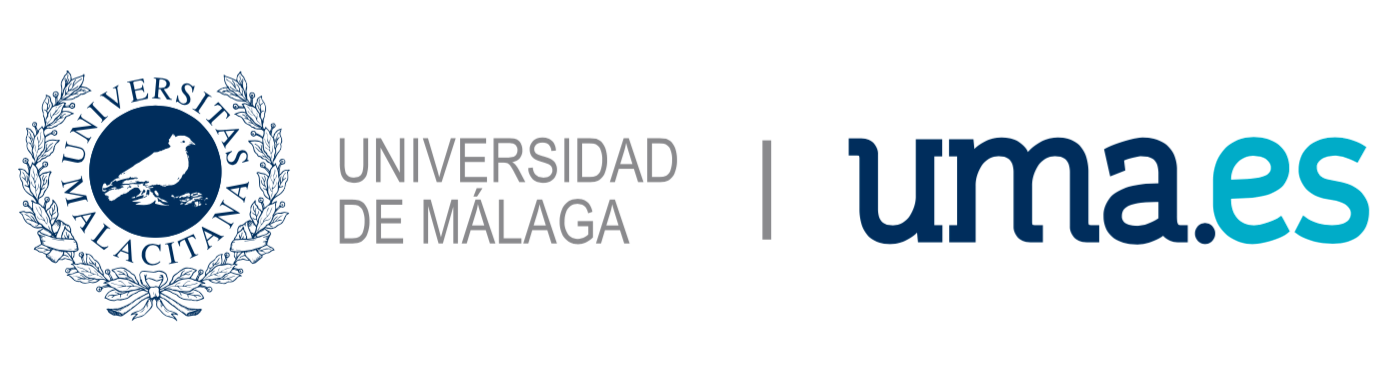 UNIVERSITAS MALACITANA
UNIVERSIDAD
DE MÁLAGA
uma.es